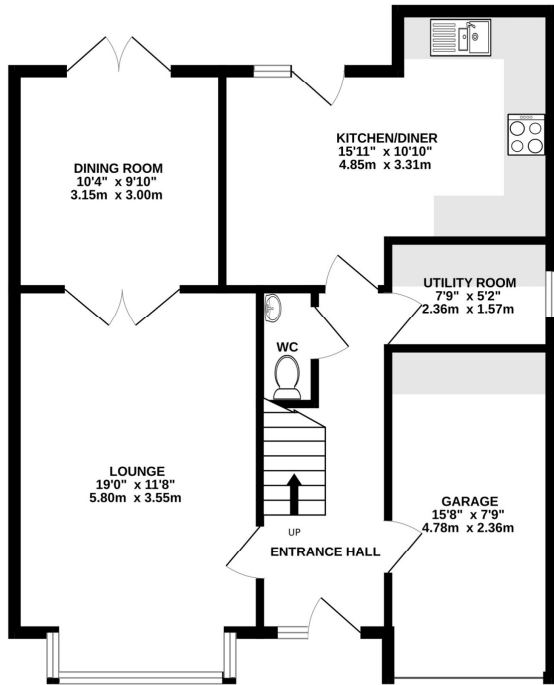 KITCHEN/DINER
15'11" x 10'10"
4.85m x 3.31m
DINING ROOM
10'4" x 9'10"
3.15m x 3.00m
UTILITY ROOM
7'9" x 5'2"
2.36m x 1.57m
WC
LOUNGE
19'0" x 11'8"
5.80m x 3.55m
GARAGE
15'8" x 7'9"
4.78m x 2.36m
UP
ENTRANCE HALL